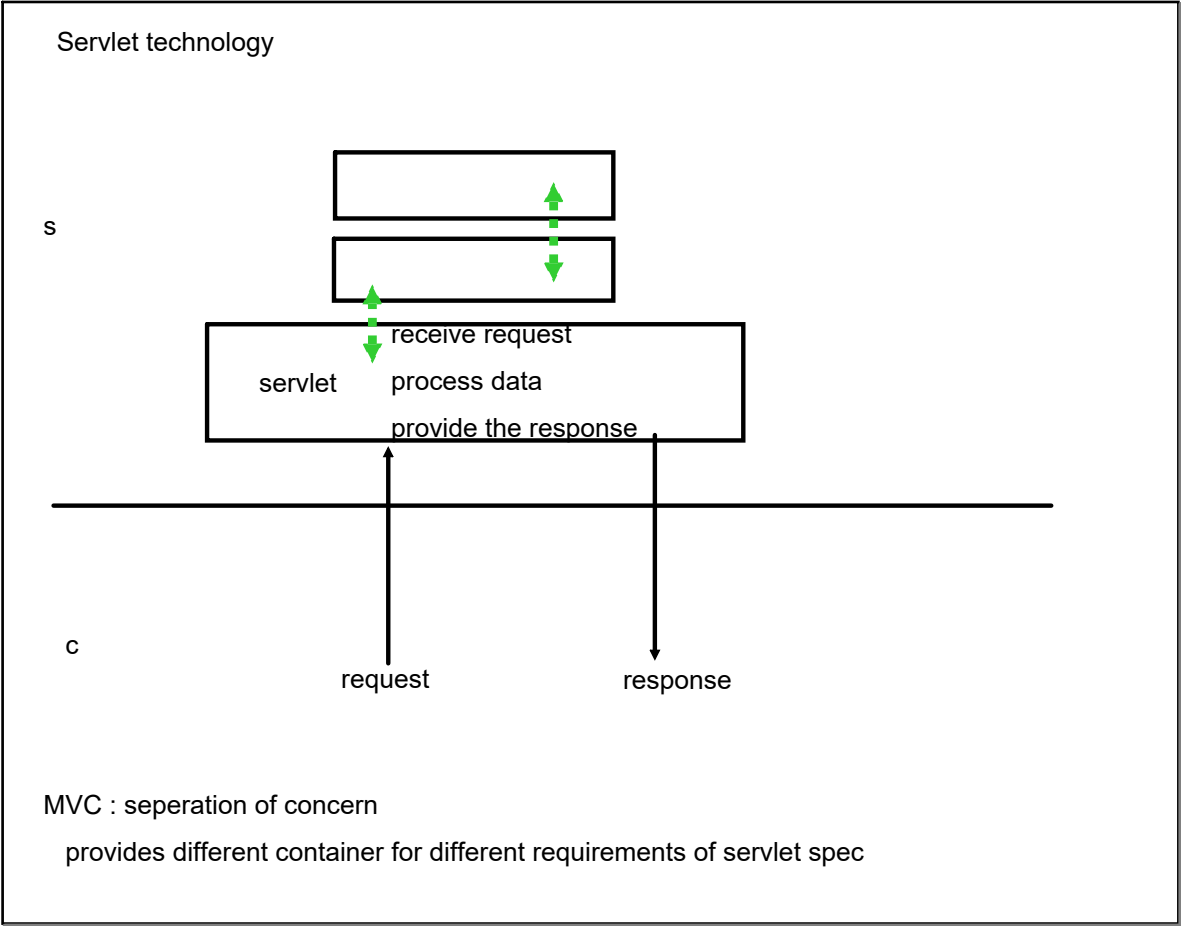 Servlet technology
s
receive request
servlet
process data
provide the response
c
request
response
MVC : seperation of concern
provides different container for different requirements of servlet spec